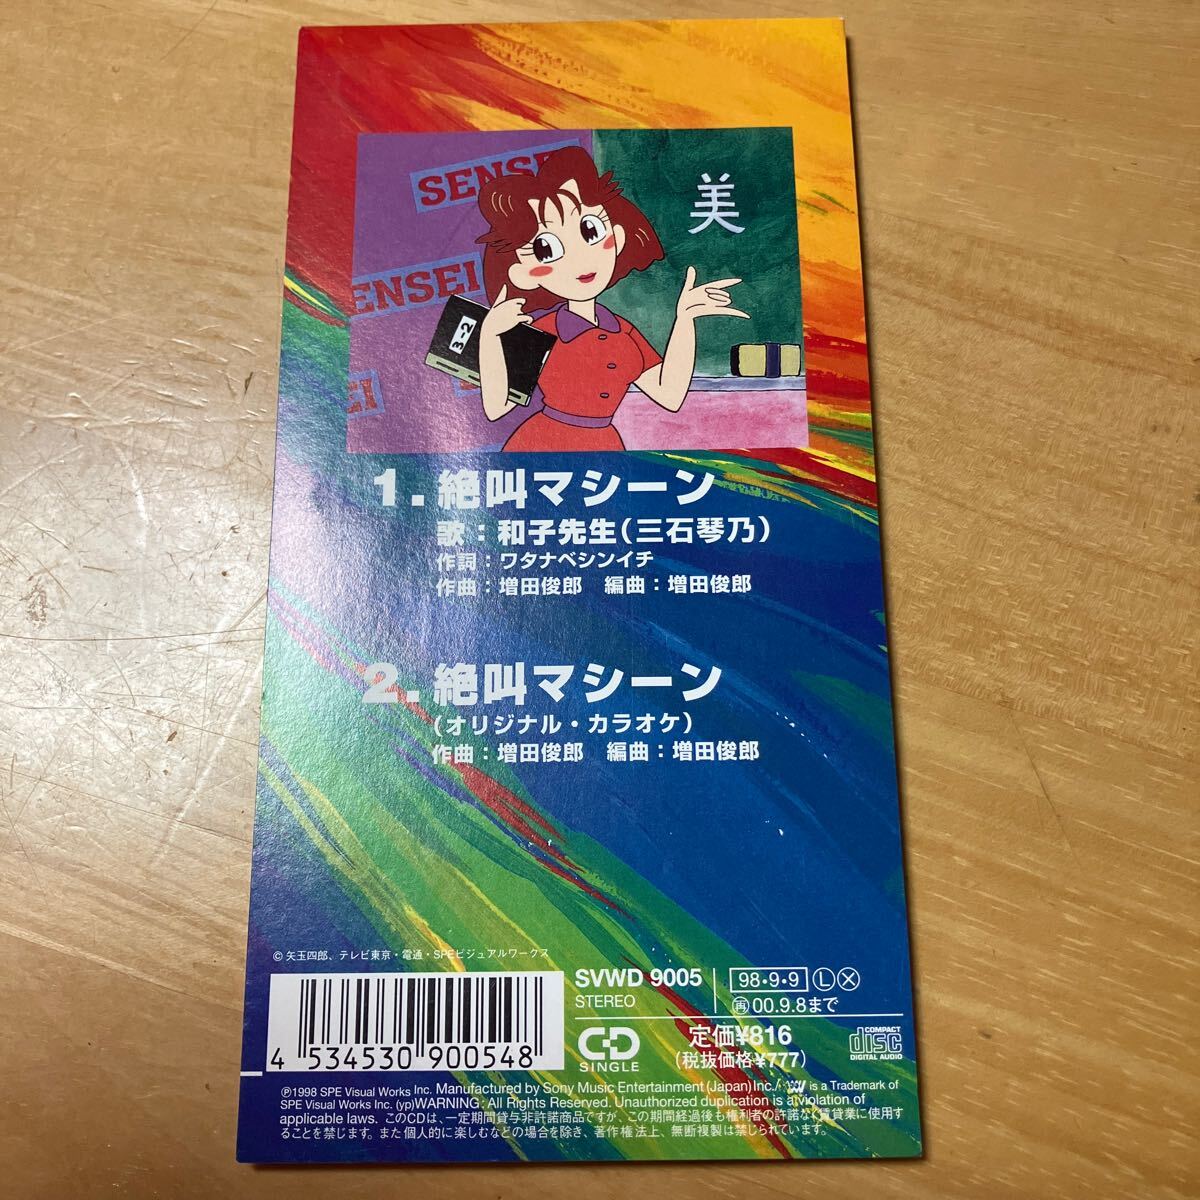 SENSEI
美
ENSEI
3-2
EI
1. 絶叫マシーン
歌：和子先生（三石琴乃）
作詞：ワタナベシンイチ
作曲：増田俊郎　編曲：増田俊郎
2. 絶叫マシーン
（オリジナル・カラオケ）
作曲：増田俊郎　編曲：増田俊郎
© 矢玉四郎、テレビ東京・電通・SPEビジュアルワークス
4 534530 900548
SVWD 9005
STEREO
98・9・9 Ⓛ Ⓧ
再 00.9.8まで
CD
SINGLE
定価¥816
（税抜価格¥777）
COMPACT
disc
DIGITAL AUDIO
Ⓟ1998 SPE Visual Works Inc. Manufactured by Sony Music Entertainment (Japan) Inc./ is a Trademark of
SPE Visual Works Inc. (yp) WARNING: All Rights Reserved. Unauthorized duplication is a violation of
applicable laws. このCDは、一定期間貸与非許諾商品ですが、この期間経過後も権利者の許諾なく賃貸業に使用す
ることを禁じます。また個人的に楽しむなどの場合を除き、著作権法上、無断複製は禁じられています。